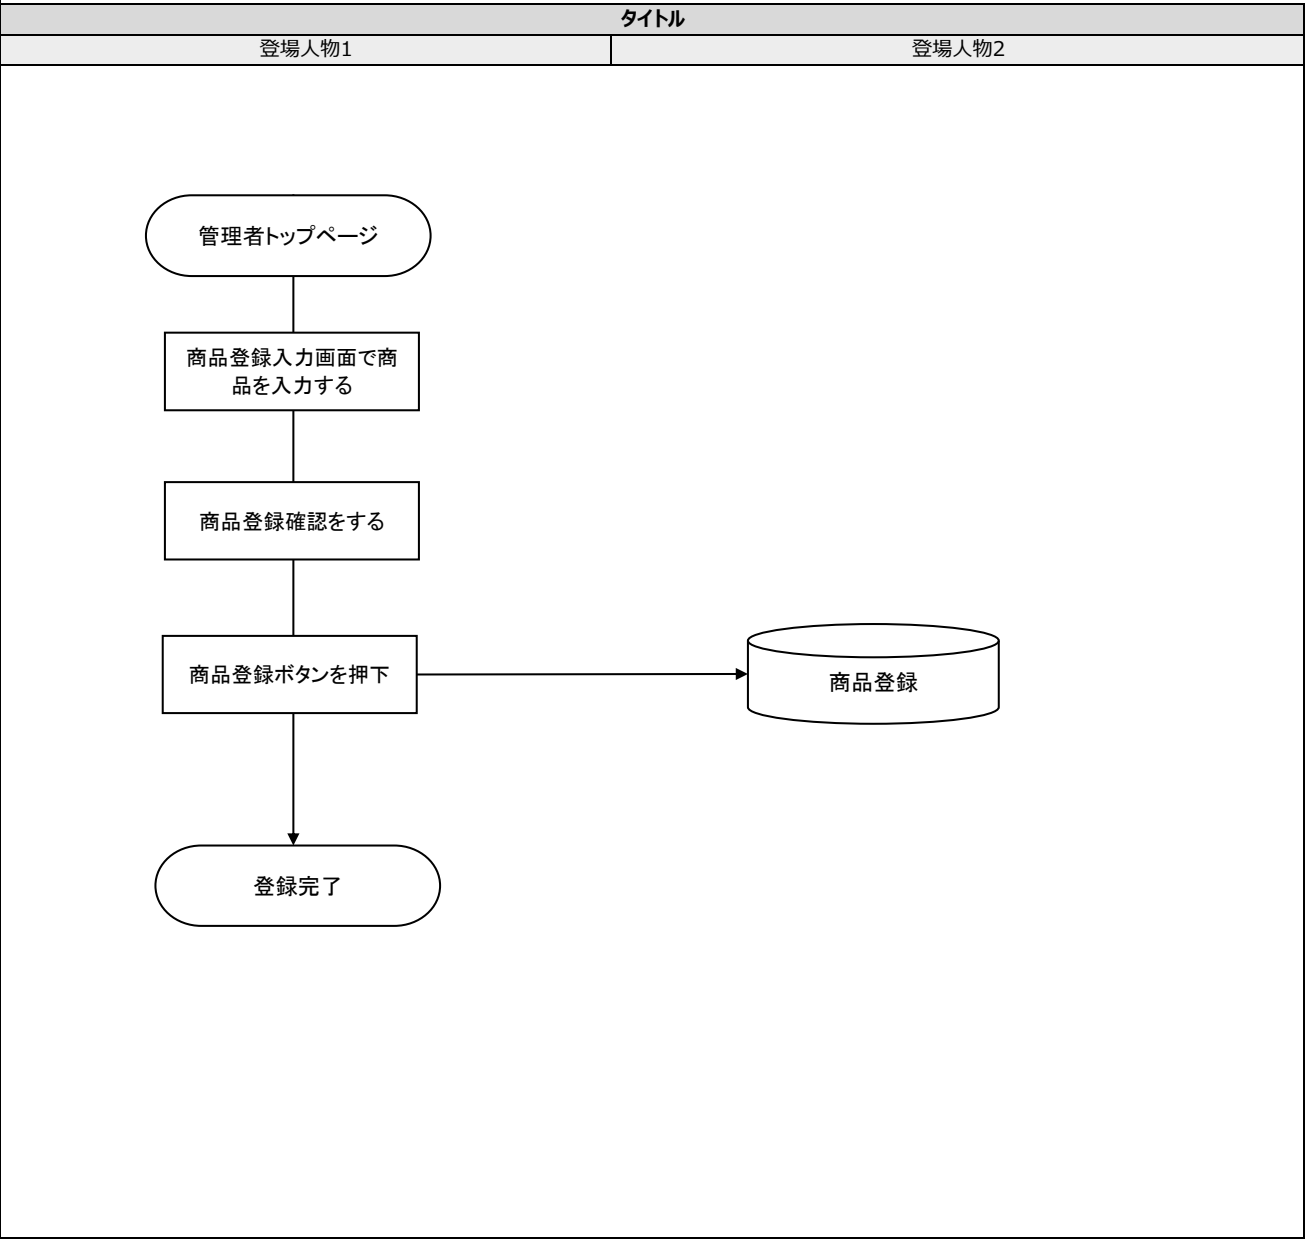 タイトル
登場人物1
登場人物2
管理者トップページ
商品登録入力画面で商
品を入力する
商品登録確認をする
商品登録ボタンを押下
商品登録
登録完了